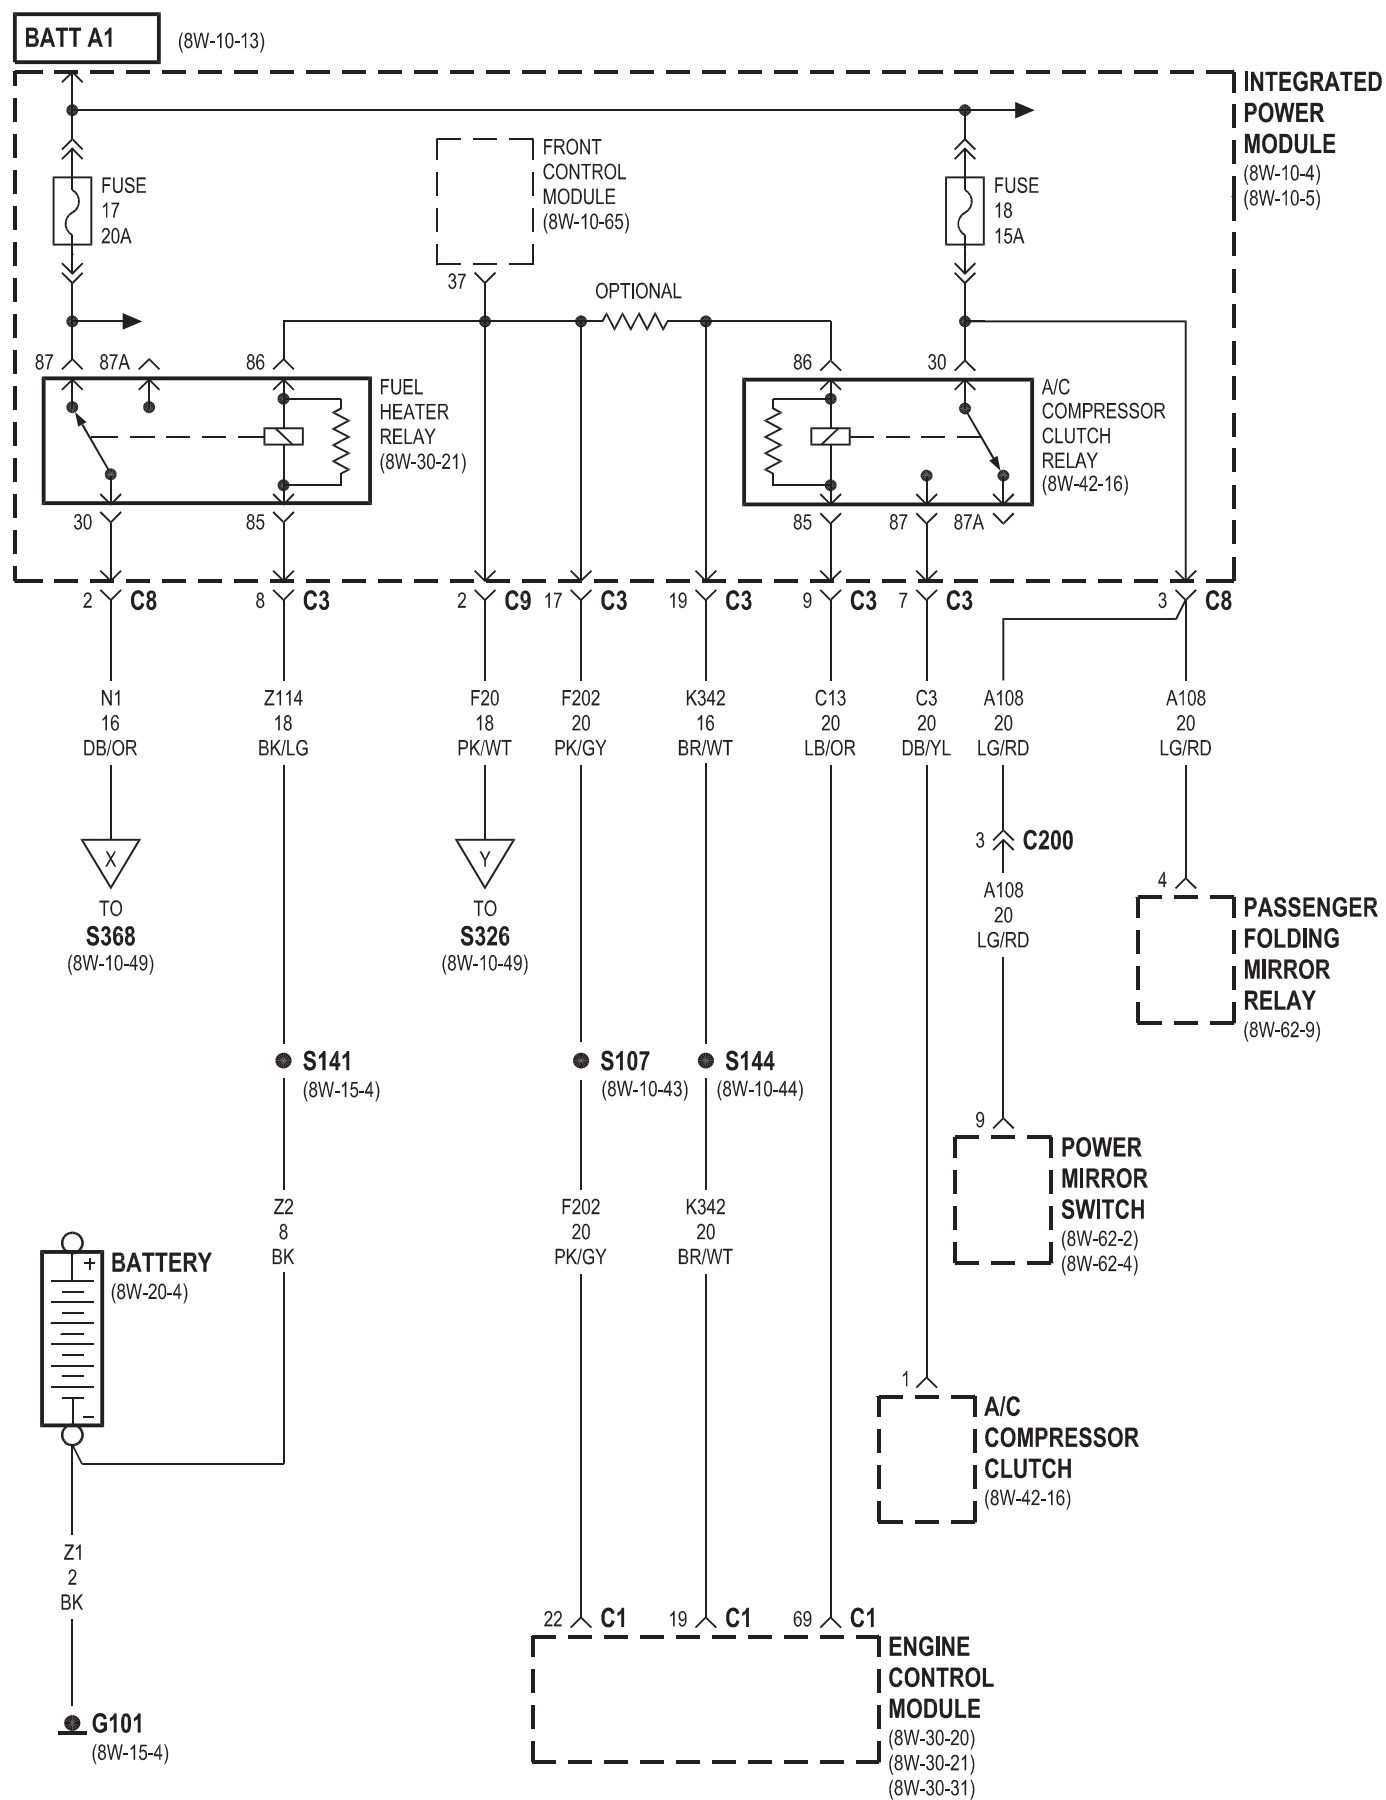 BATT A1
(8W-10-13)
INTEGRATED
POWER
MODULE
(8W-10-4)
(8W-10-5)
FUSE
17
20A
FRONT
CONTROL
MODULE
(8W-10-65)
37
FUSE
18
15A
OPTIONAL
87
87A
86
86
30
FUEL
HEATER
RELAY
(8W-30-21)
A/C
COMPRESSOR
CLUTCH
RELAY
(8W-42-16)
30
85
85
87
87A
2
C8
8
C3
2
C9
17
C3
19
C3
9
C3
7
C3
3
C8
N1
16
DB/OR
Z114
18
BK/LG
F20
18
PK/WT
F202
20
PK/GY
K342
16
BR/WT
C13
20
LB/OR
C3
20
DB/YL
A108
20
LG/RD
A108
20
LG/RD
X
TO
S368
(8W-10-49)
Y
TO
S326
(8W-10-49)
3
C200
A108
20
LG/RD
4
PASSENGER
FOLDING
MIRROR
RELAY
(8W-62-9)
S141
(8W-15-4)
S107
(8W-10-43)
S144
(8W-10-44)
9
POWER
MIRROR
SWITCH
(8W-62-2)
(8W-62-4)
Z2
8
BK
F202
20
PK/GY
K342
20
BR/WT
+
BATTERY
(8W-20-4)
–
1
A/C
COMPRESSOR
CLUTCH
(8W-42-16)
Z1
2
BK
22
C1
19
C1
69
C1
ENGINE
CONTROL
MODULE
(8W-30-20)
(8W-30-21)
(8W-30-31)
G101
(8W-15-4)